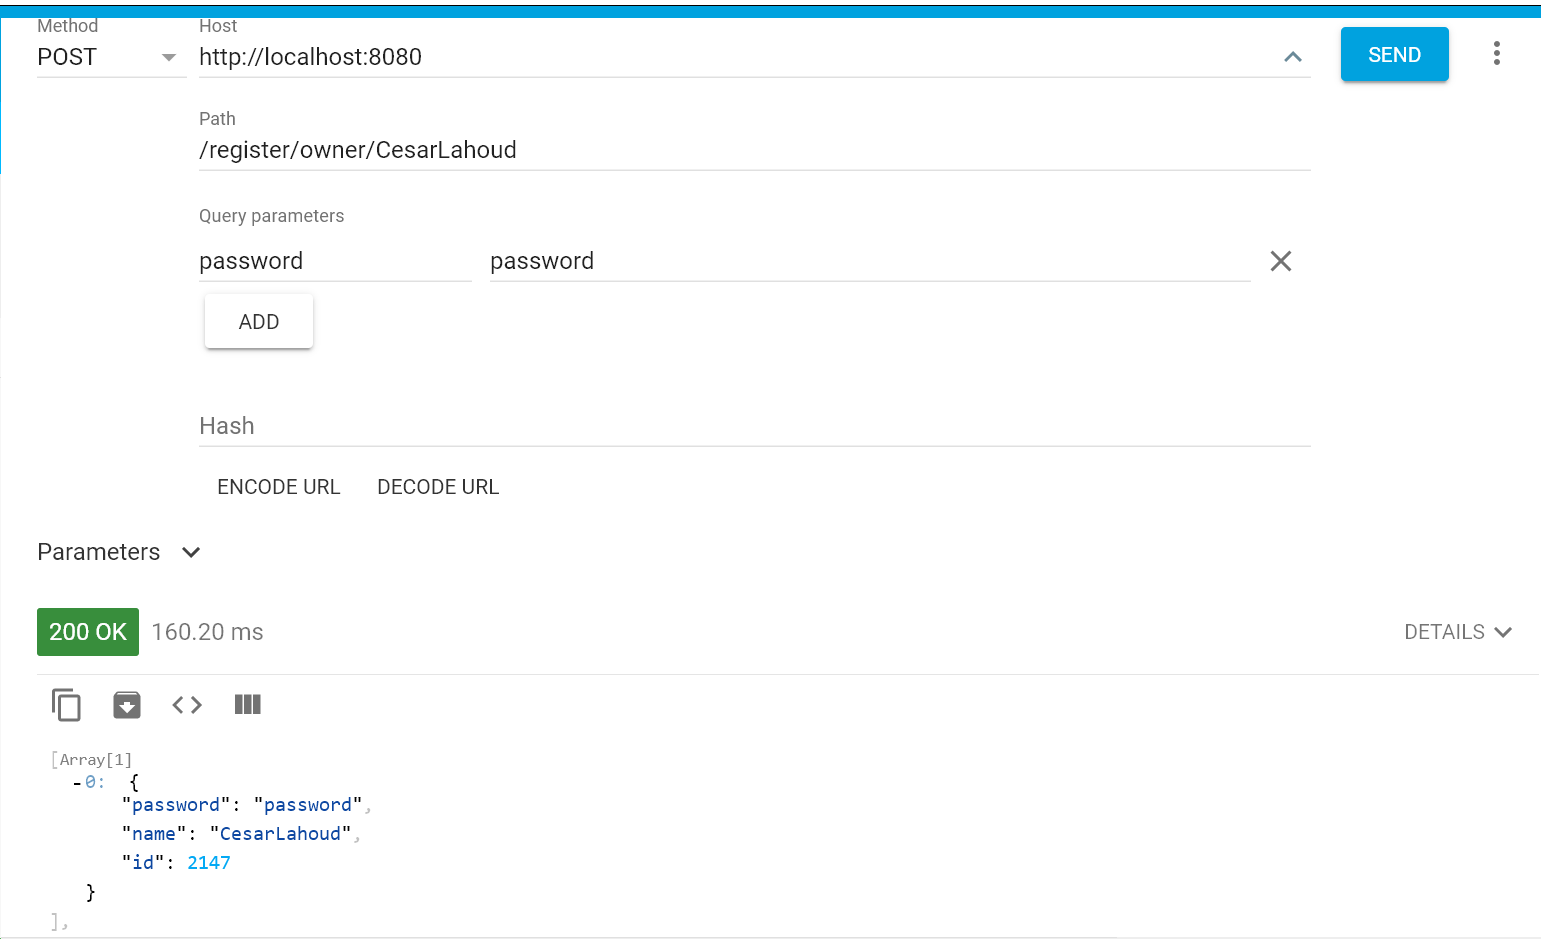 Method Host
POST http://localhost:8080 SEND
Path
/register/owner/CesarLahoud
Query parameters
password password
ADD
Hash
ENCODE URL DECODE URL
Parameters
200 OK 160.20 ms DETAILS
[Array[1]
-0: {
"password": "password",
"name": "CesarLahoud",
"id": 2147
}
],